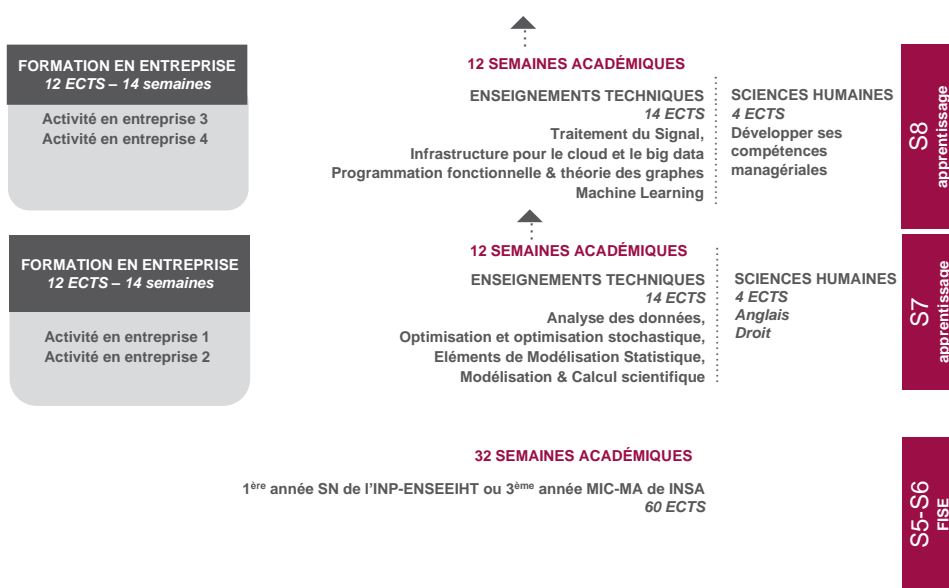 FORMATION EN ENTREPRISE
12 ECTS – 14 semaines
Activité en entreprise 3
Activité en entreprise 4
12 SEMAINES ACADÉMIQUES
ENSEIGNEMENTS TECHNIQUES
14 ECTS
Traitement du Signal,
Infrastructure pour le cloud et le big data
Programmation fonctionnelle & théorie des graphes
Machine Learning
SCIENCES HUMAINES
4 ECTS
Développer ses
compétences
managériales
S8
apprentissage
FORMATION EN ENTREPRISE
12 ECTS – 14 semaines
Activité en entreprise 1
Activité en entreprise 2
12 SEMAINES ACADÉMIQUES
ENSEIGNEMENTS TECHNIQUES
14 ECTS
Analyse des données,
Optimisation et optimisation stochastique,
Eléments de Modélisation Statistique,
Modélisation & Calcul scientifique
SCIENCES HUMAINES
4 ECTS
Anglais
Droit
S7
apprentissage
32 SEMAINES ACADÉMIQUES
1ère année SN de l'INP-ENSEEIHT ou 3ème année MIC-MA de INSA
60 ECTS
S5-S6
FISE